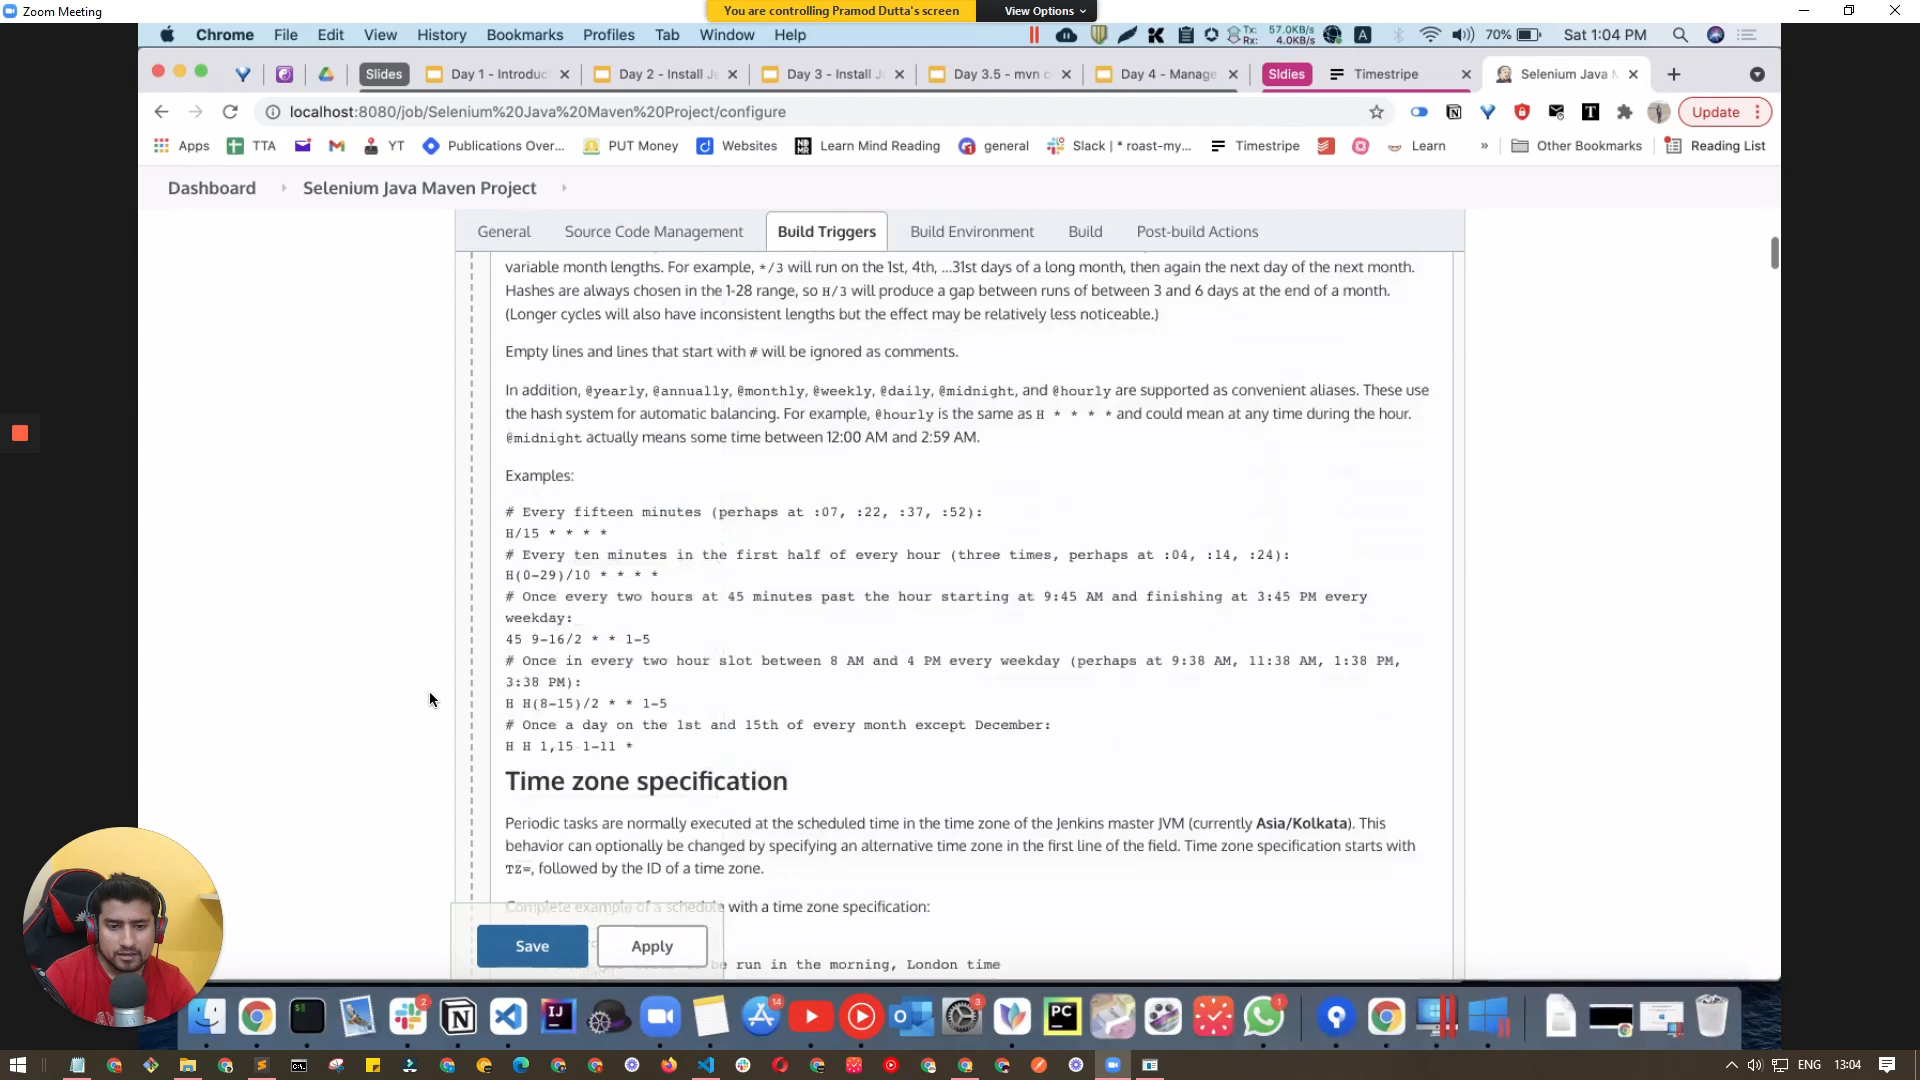 Zoom Meeting
You are controlling Pramod Dutta's screen
View Options
Chrome File Edit View History Bookmarks Profiles Tab Window Help
Tx: 57.0KB/s
Rx: 4.0KB/s
A
70%
Sat 1:04 PM
Slides
Day 1 - Introduc
Day 2 - Install Je
Day 3 - Install J
Day 3.5 - mvn c
Day 4 - Manage
Sldies
Timestripe
Selenium Java M
localhost:8080/job/Selenium%20Java%20Maven%20Project/configure
Update
Apps
TTA
YT
Publications Over...
PUT Money
Websites
Learn Mind Reading
general
Slack | * roast-my...
Timestripe
Learn
»
Other Bookmarks
Reading List
Dashboard
Selenium Java Maven Project
General
Source Code Management
Build Triggers
Build Environment
Build
Post-build Actions
variable month lengths. For example, */3 will run on the 1st, 4th, ...31st days of a long month, then again the next day of the next month.
Hashes are always chosen in the 1-28 range, so H/3 will produce a gap between runs of between 3 and 6 days at the end of a month.
(Longer cycles will also have inconsistent lengths but the effect may be relatively less noticeable.)
Empty lines and lines that start with # will be ignored as comments.
In addition, @yearly, @annually, @monthly, @weekly, @daily, @midnight, and @hourly are supported as convenient aliases. These use
the hash system for automatic balancing. For example, @hourly is the same as H * * * * and could mean at any time during the hour.
@midnight actually means some time between 12:00 AM and 2:59 AM.
Examples:
# Every fifteen minutes (perhaps at :07, :22, :37, :52):
H/15 * * * *
# Every ten minutes in the first half of every hour (three times, perhaps at :04, :14, :24):
H(0-29)/10 * * * *
# Once every two hours at 45 minutes past the hour starting at 9:45 AM and finishing at 3:45 PM every
weekday:
45 9-16/2 * * 1-5
# Once in every two hour slot between 8 AM and 4 PM every weekday (perhaps at 9:38 AM, 11:38 AM, 1:38 PM,
3:38 PM):
H H(8-15)/2 * * 1-5
# Once a day on the 1st and 15th of every month except December:
H H 1,15 1-11 *
Time zone specification
Periodic tasks are normally executed at the scheduled time in the time zone of the Jenkins master JVM (currently Asia/Kolkata). This
behavior can optionally be changed by specifying an alternative time zone in the first line of the field. Time zone specification starts with
TZ=, followed by the ID of a time zone.
Complete example of a schedule with a time zone specification:
Save
Apply
be run in the morning, London time
2
14
3
1
IJ
PC
ENG
13:04